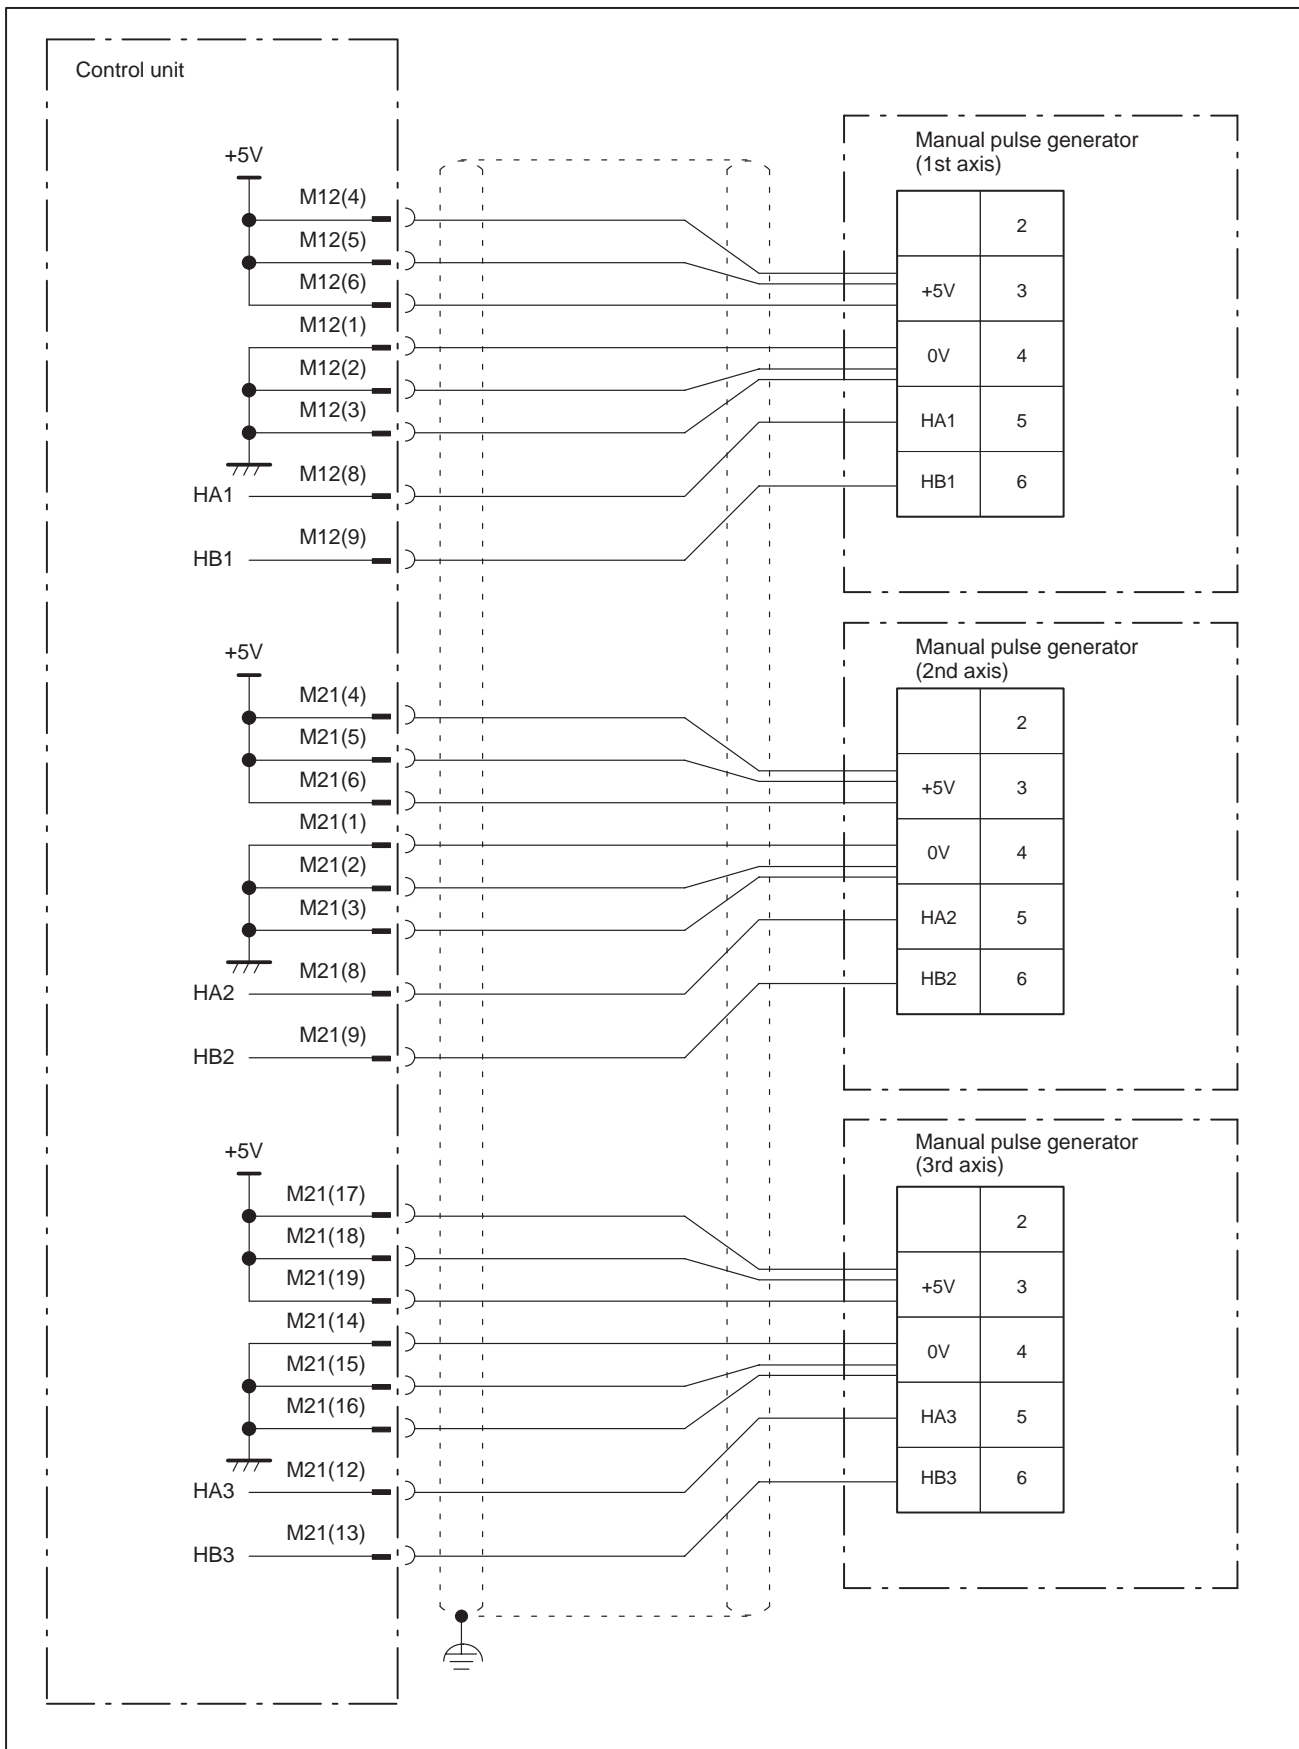 Control unit
+5V
M12(4)
M12(5)
M12(6)
M12(1)
M12(2)
M12(3)
M12(8)
HA1
M12(9)
HB1
Manual pulse generator
(1st axis)
2
+5V 3
0V 4
HA1 5
HB1 6
+5V
M21(4)
M21(5)
M21(6)
M21(1)
M21(2)
M21(3)
M21(8)
HA2
M21(9)
HB2
Manual pulse generator
(2nd axis)
2
+5V 3
0V 4
HA2 5
HB2 6
+5V
M21(17)
M21(18)
M21(19)
M21(14)
M21(15)
M21(16)
M21(12)
HA3
M21(13)
HB3
Manual pulse generator
(3rd axis)
2
+5V 3
0V 4
HA3 5
HB3 6